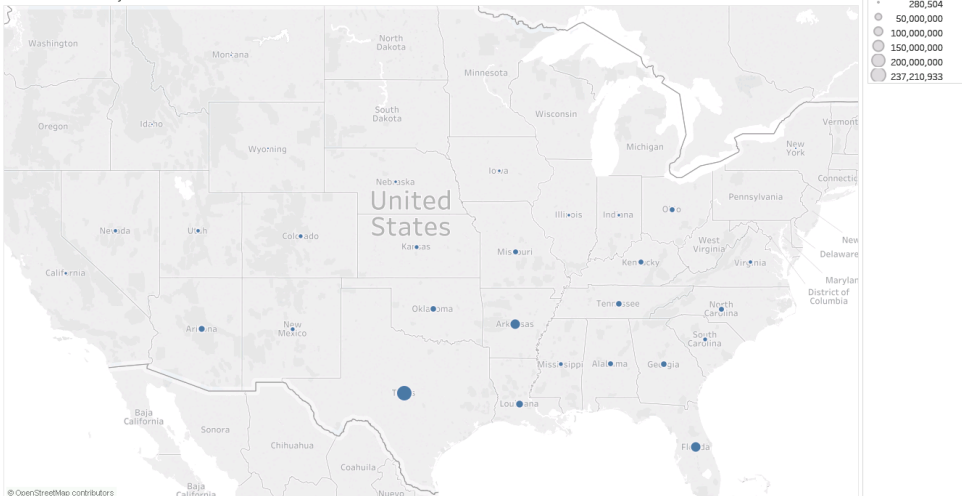 280,504
50,000,000
100,000,000
150,000,000
200,000,000
237,210,933
Washington
Montana
North
Dakota
Minnesota
Wisconsin
Michigan
Vermont
New
York
Oregon
Idaho
Wyoming
South
Dakota
Iowa
Nebraska
United
States
Illinois
Indiana
Ohio
Pennsylvania
Connectic
Nevada
Utah
Colorado
Kansas
Missouri
Kentucky
West
Virginia
Virginia
New
Delaware
Marylan
District of
Columbia
California
Arizona
New
Mexico
Oklahoma
Arkansas
Tennessee
North
Carolina
South
Carolina
Mississippi
Alabama
Georgia
Texas
Louisiana
Florida
Baja
California
Sonora
Chihuahua
Coahuila
Nuevo
Baja
California
© OpenStreetMap contributors